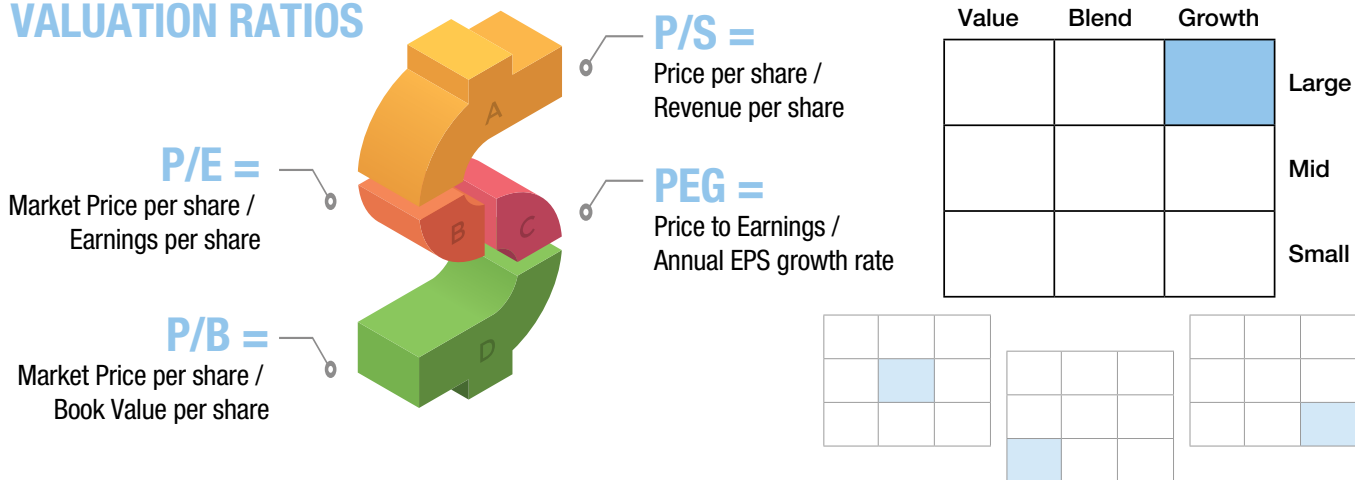 VALUATION RATIOS
P/S =
Price per share /
Revenue per share
P/E =
Market Price per share /
Earnings per share
PEG =
Price to Earnings /
Annual EPS growth rate
P/B =
Market Price per share /
Book Value per share
A
B
C
D
Value Blend Growth
Large
Mid
Small